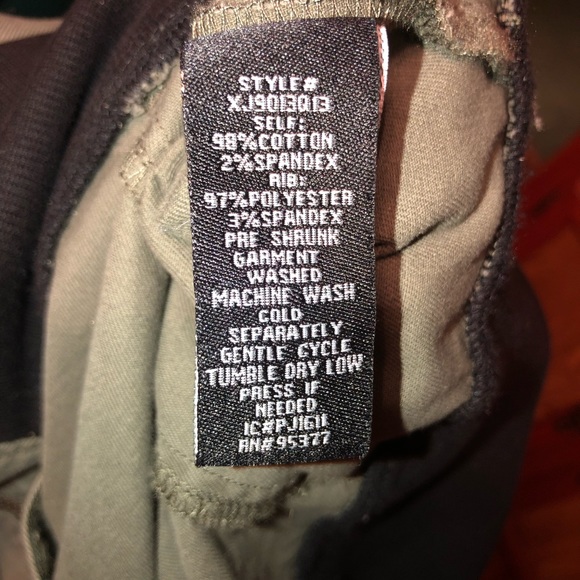 STYLE#
XJ9013Q13
SELF:
98%COTTON
2%SPANDEX
RIB:
97%POLYESTER
3%SPANDEX
PRE SHRUNK
GARMENT
WASHED
MACHINE WASH
COLD
SEPARATELY
GENTLE CYCLE
TUMBLE DRY LOW
PRESS IF
NEEDED
IC#PJ1611
RN#95377